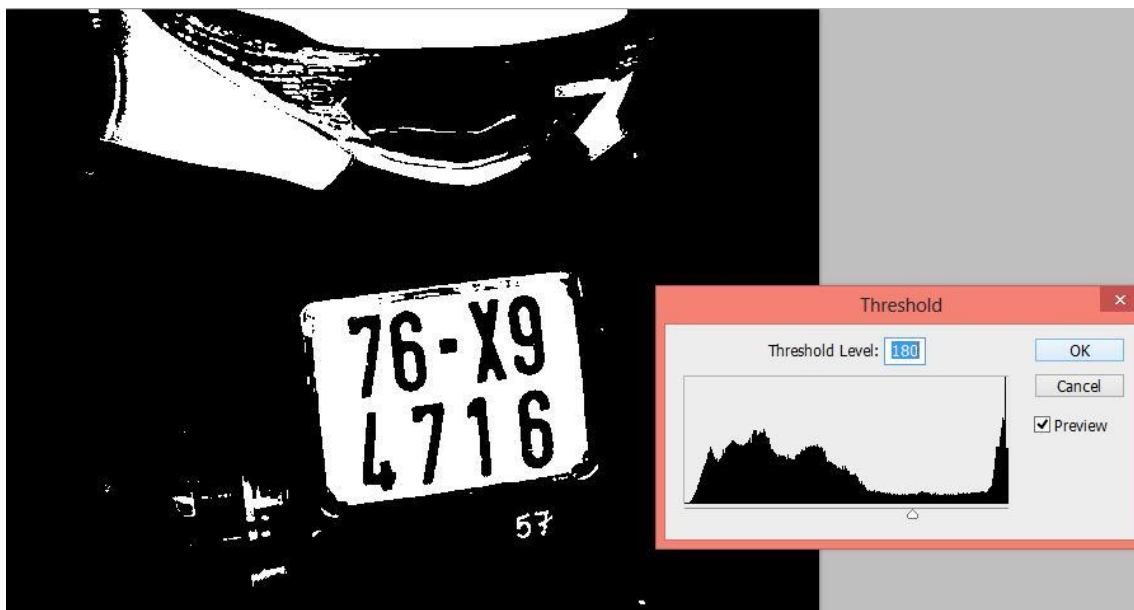 76-X9
4716
57
Threshold
Threshold Level: 180
OK
Cancel
Preview